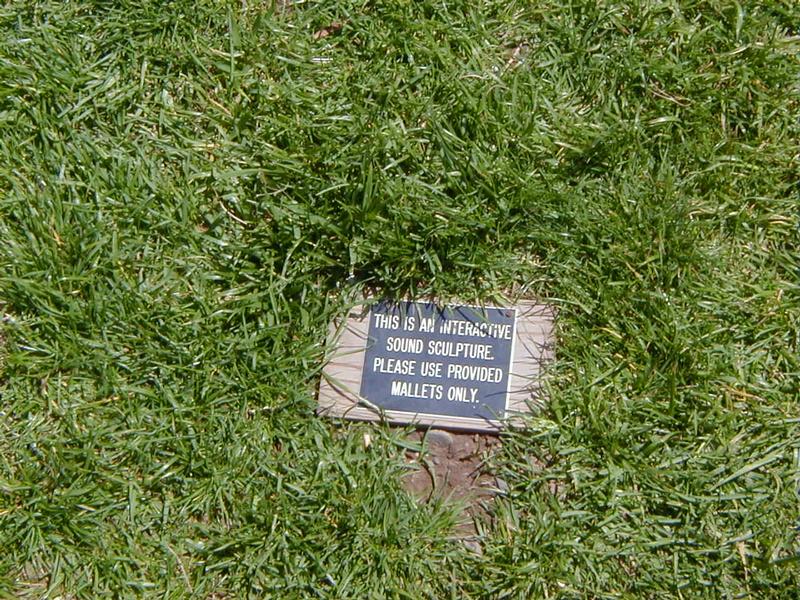 THIS IS AN INTERACTIVE
SOUND SCULPTURE.
PLEASE USE PROVIDED
MALLETS ONLY.